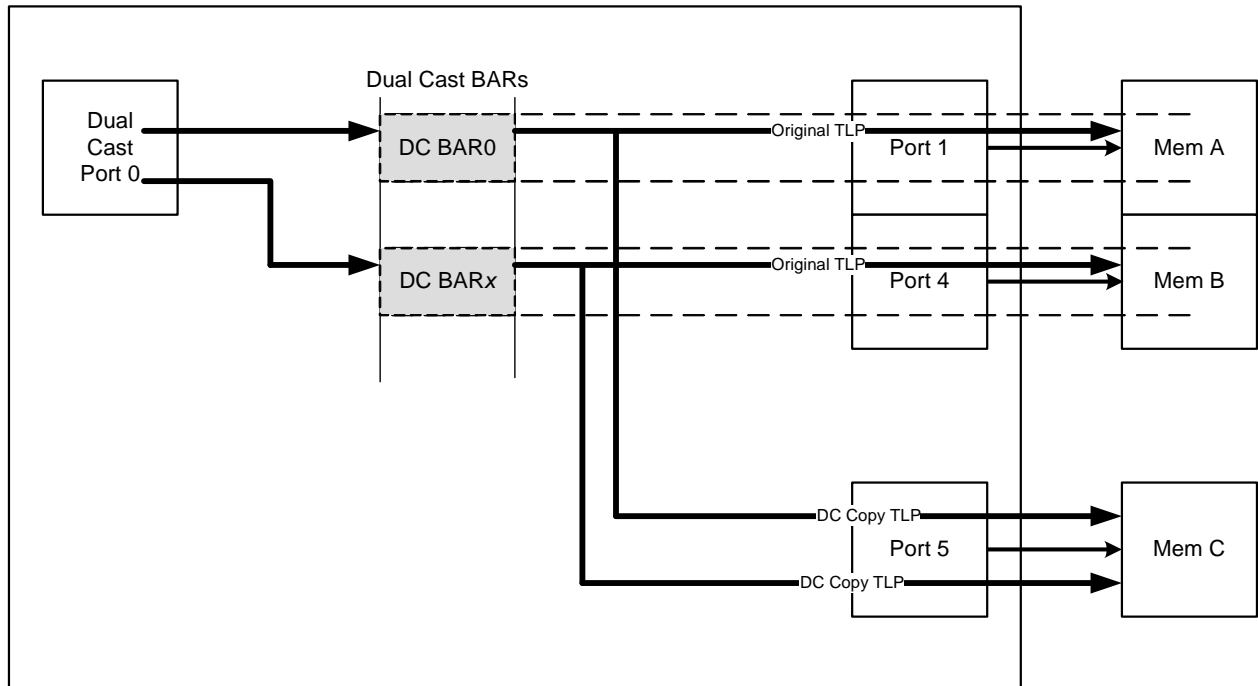 Dual Cast BARs
Dual
Cast
Port 0
DC BAR0
Original TLP
Port 1
Mem A
DC BARx
Original TLP
Port 4
Mem B
DC Copy TLP
Port 5
Mem C
DC Copy TLP